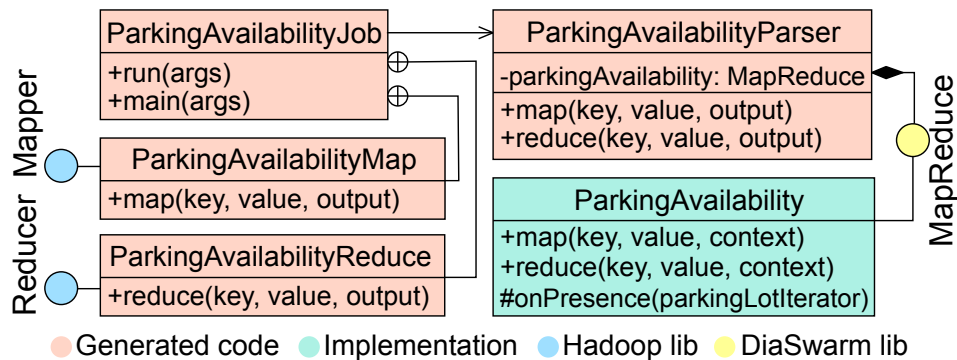 ParkingAvailabilityJob
+run(args)
+main(args)
ParkingAvailabilityParser
-parkingAvailability: MapReduce
+map(key, value, output)
+reduce(key, value, output)
Mapper
ParkingAvailabilityMap
+map(key, value, output)
Reducer
ParkingAvailabilityReduce
+reduce(key, value, output)
ParkingAvailability
+map(key, value, context)
+reduce(key, value, context)
#onPresence(parkingLotIterator)
MapReduce
Generated code Implementation Hadoop lib DiaSwarm lib